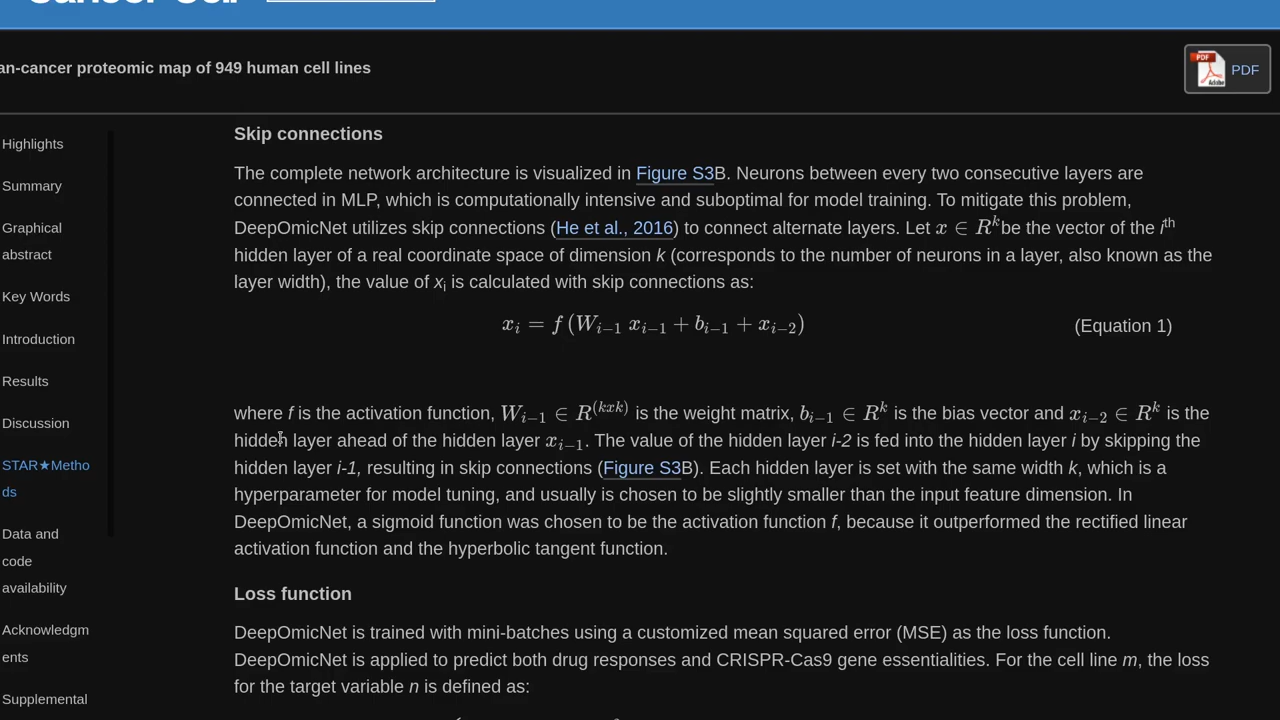 an-cancer proteomic map of 949 human cell lines
PDF
PDF
Adobe
Highlights
Summary
Graphical
abstract
Key Words
Introduction
Results
Discussion
STAR★Metho
ds
Data and
code
availability
Acknowledgm
ents
Supplemental
Skip connections
The complete network architecture is visualized in Figure S3B. Neurons between every two consecutive layers are
connected in MLP, which is computationally intensive and suboptimal for model training. To mitigate this problem,
DeepOmicNet utilizes skip connections (He et al., 2016) to connect alternate layers. Let x ∈ R^k be the vector of the i^th
hidden layer of a real coordinate space of dimension k (corresponds to the number of neurons in a layer, also known as the
layer width), the value of x_i is calculated with skip connections as:
x_i = f (W_{i−1} x_{i−1} + b_{i−1} + x_{i−2})
(Equation 1)
where f is the activation function, W_{i−1} ∈ R^{(kxk)} is the weight matrix, b_{i−1} ∈ R^k is the bias vector and x_{i−2} ∈ R^k is the
hidden layer ahead of the hidden layer x_{i−1}. The value of the hidden layer i-2 is fed into the hidden layer i by skipping the
hidden layer i-1, resulting in skip connections (Figure S3B). Each hidden layer is set with the same width k, which is a
hyperparameter for model tuning, and usually is chosen to be slightly smaller than the input feature dimension. In
DeepOmicNet, a sigmoid function was chosen to be the activation function f, because it outperformed the rectified linear
activation function and the hyperbolic tangent function.
Loss function
DeepOmicNet is trained with mini-batches using a customized mean squared error (MSE) as the loss function.
DeepOmicNet is applied to predict both drug responses and CRISPR-Cas9 gene essentialities. For the cell line m, the loss
for the target variable n is defined as: